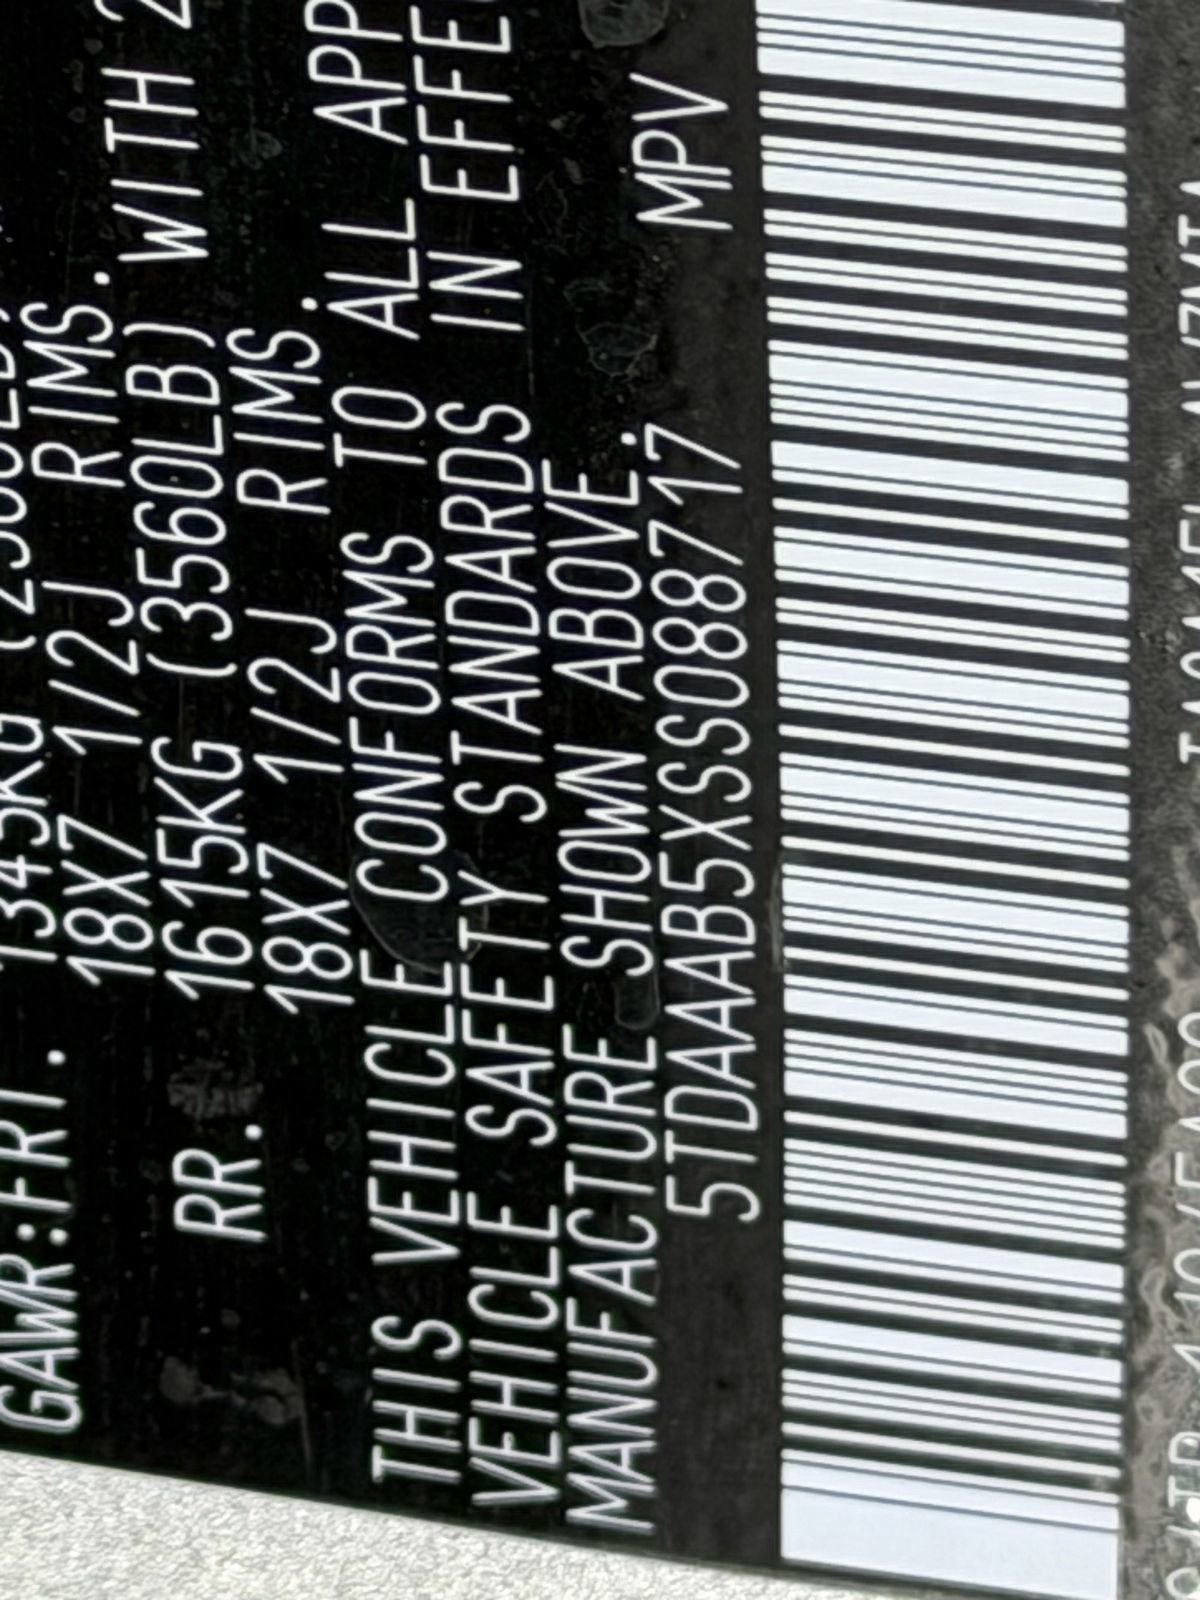 GAWR:FRT. 1345KG
18X7 1/2J RIMS.
RR. 1615KG (3560LB) WITH 2
18X7 1/2J RIMS.
THIS VEHICLE CONFORMS TO ALL APP
VEHICLE SAFETY STANDARDS IN EFFE
MANUFACTURE SHOWN ABOVE.
5TDAAAB5XSS088717 MPV